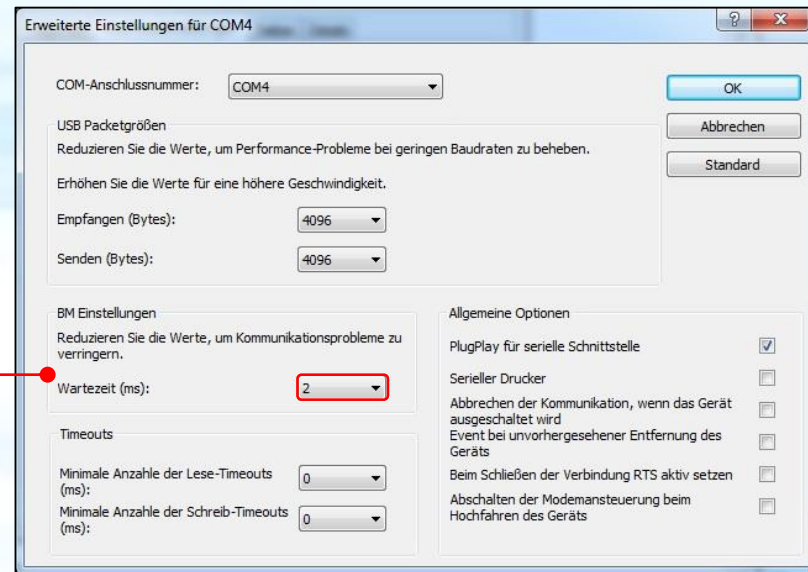 Erweiterte Einstellungen für COM4
COM-Anschlussnummer:
COM4
OK
Abbrechen
Standard
USB Packetgrößen
Reduzieren Sie die Werte, um Performance-Probleme bei geringen Baudraten zu beheben.
Erhöhen Sie die Werte für eine höhere Geschwindigkeit.
Empfangen (Bytes):
4096
Senden (Bytes):
4096
BM Einstellungen
Reduzieren Sie die Werte, um Kommunikationsprobleme zu
verringern.
Wartezeit (ms):
2
Timeouts
Minimale Anzahle der Lese-Timeouts
(ms):
0
Minimale Anzahle der Schreib-Timeouts
(ms):
0
Allgemeine Optionen
PlugPlay für serielle Schnittstelle
Serieller Drucker
Abbrechen der Kommunikation, wenn das Gerät
ausgeschaltet wird
Event bei unvorhergesehener Entfernung des
Geräts
Beim Schließen der Verbindung RTS aktiv setzen
Abschalten der Modemansteuerung beim
Hochfahren des Geräts